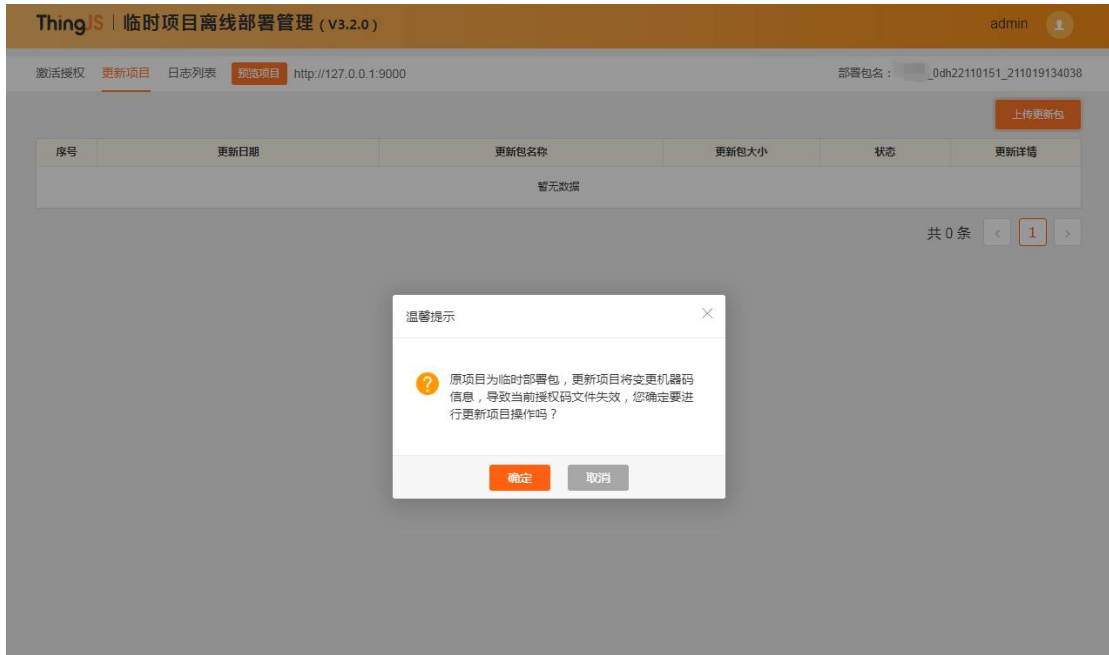 ThingJS | 临时项目离线部署管理 ( V3.2.0 ) admin
激活授权 更新项目 日志列表 预览项目 http://127.0.0.1:9000 部署包名： _0dh22110151_211019134038
上传更新包
序号 更新日期 更新包名称 更新包大小 状态 更新详情
暂无数据
共 0 条 < 1 >
温馨提示
原项目为临时部署包，更新项目将变更机器码
信息，导致当前授权码文件失效，您确定要进
行更新项目操作吗？
确定 取消